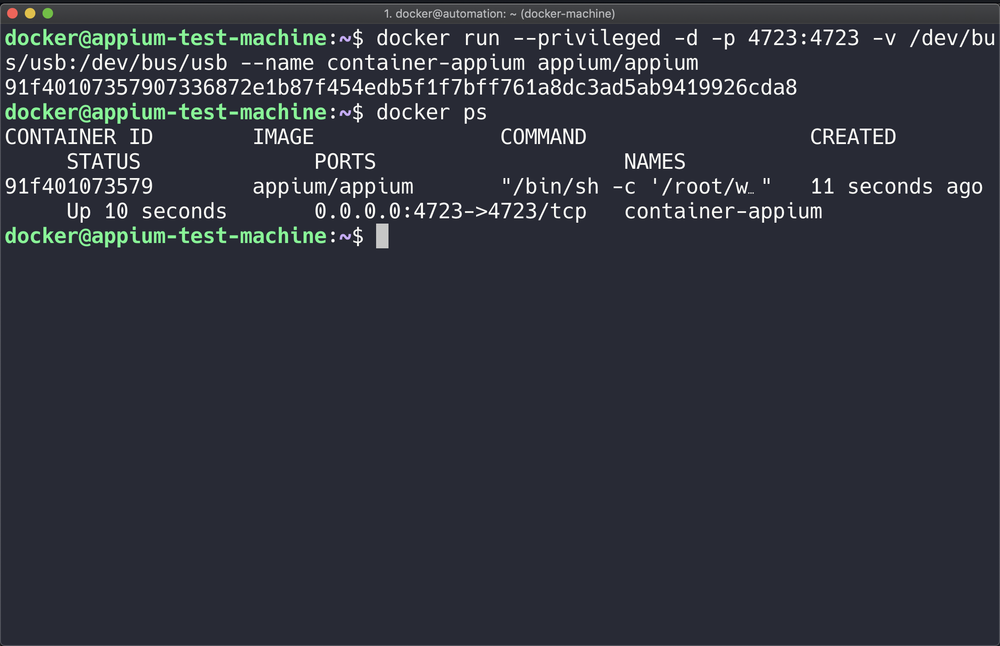 1. docker@automation: ~ (docker-machine)
docker@appium-test-machine:~$ docker run --privileged -d -p 4723:4723 -v /dev/bu
s/usb:/dev/bus/usb --name container-appium appium/appium
91f40107357907336872e1b87f454edb5f1f7bff761a8dc3ad5ab9419926cda8
docker@appium-test-machine:~$ docker ps
CONTAINER ID        IMAGE               COMMAND                  CREATED
     STATUS              PORTS                    NAMES
91f401073579        appium/appium       "/bin/sh -c '/root/w…"   11 seconds ago
     Up 10 seconds       0.0.0.0:4723->4723/tcp   container-appium
docker@appium-test-machine:~$